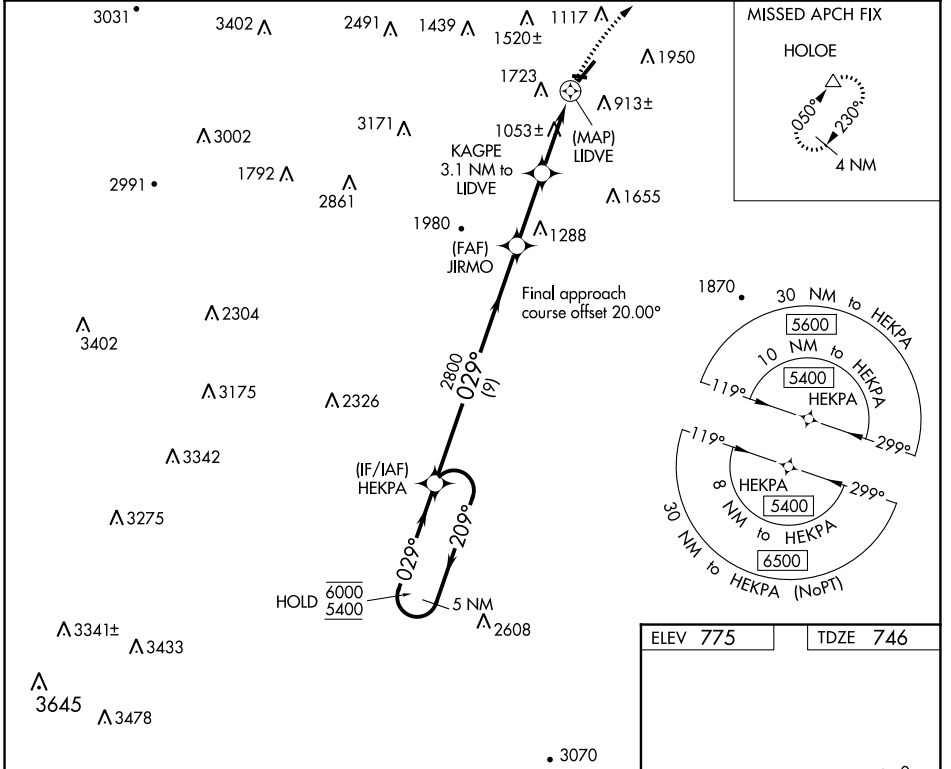 3031
3402
2491
1439
1520±
1117
1950
1723
913±
3002
3171
1053±
(MAP)
LIDVE
KAGPE
3.1 NM to
LIDVE
1792
2991
2861
1655
1980
1288
(FAF)
JIRMO
Final approach
course offset 20.00°
2304
3402
2800
029°
(9)
3175
2326
3342
(IF/IAF)
HEKPA
3275
029°
209°
HOLD
6000
5400
5 NM
2608
3341±
3433
3645
3478
3070
MISSED APCH FIX
HOLOE
050°
230°
4 NM
1870
30 NM to HEKPA
5600
10 NM to HEKPA
5400
119°
HEKPA
299°
119°
HEKPA
299°
5400
8 NM to HEKPA
6500
30 NM to HEKPA (NoPT)
ELEV 775
TDZE 746